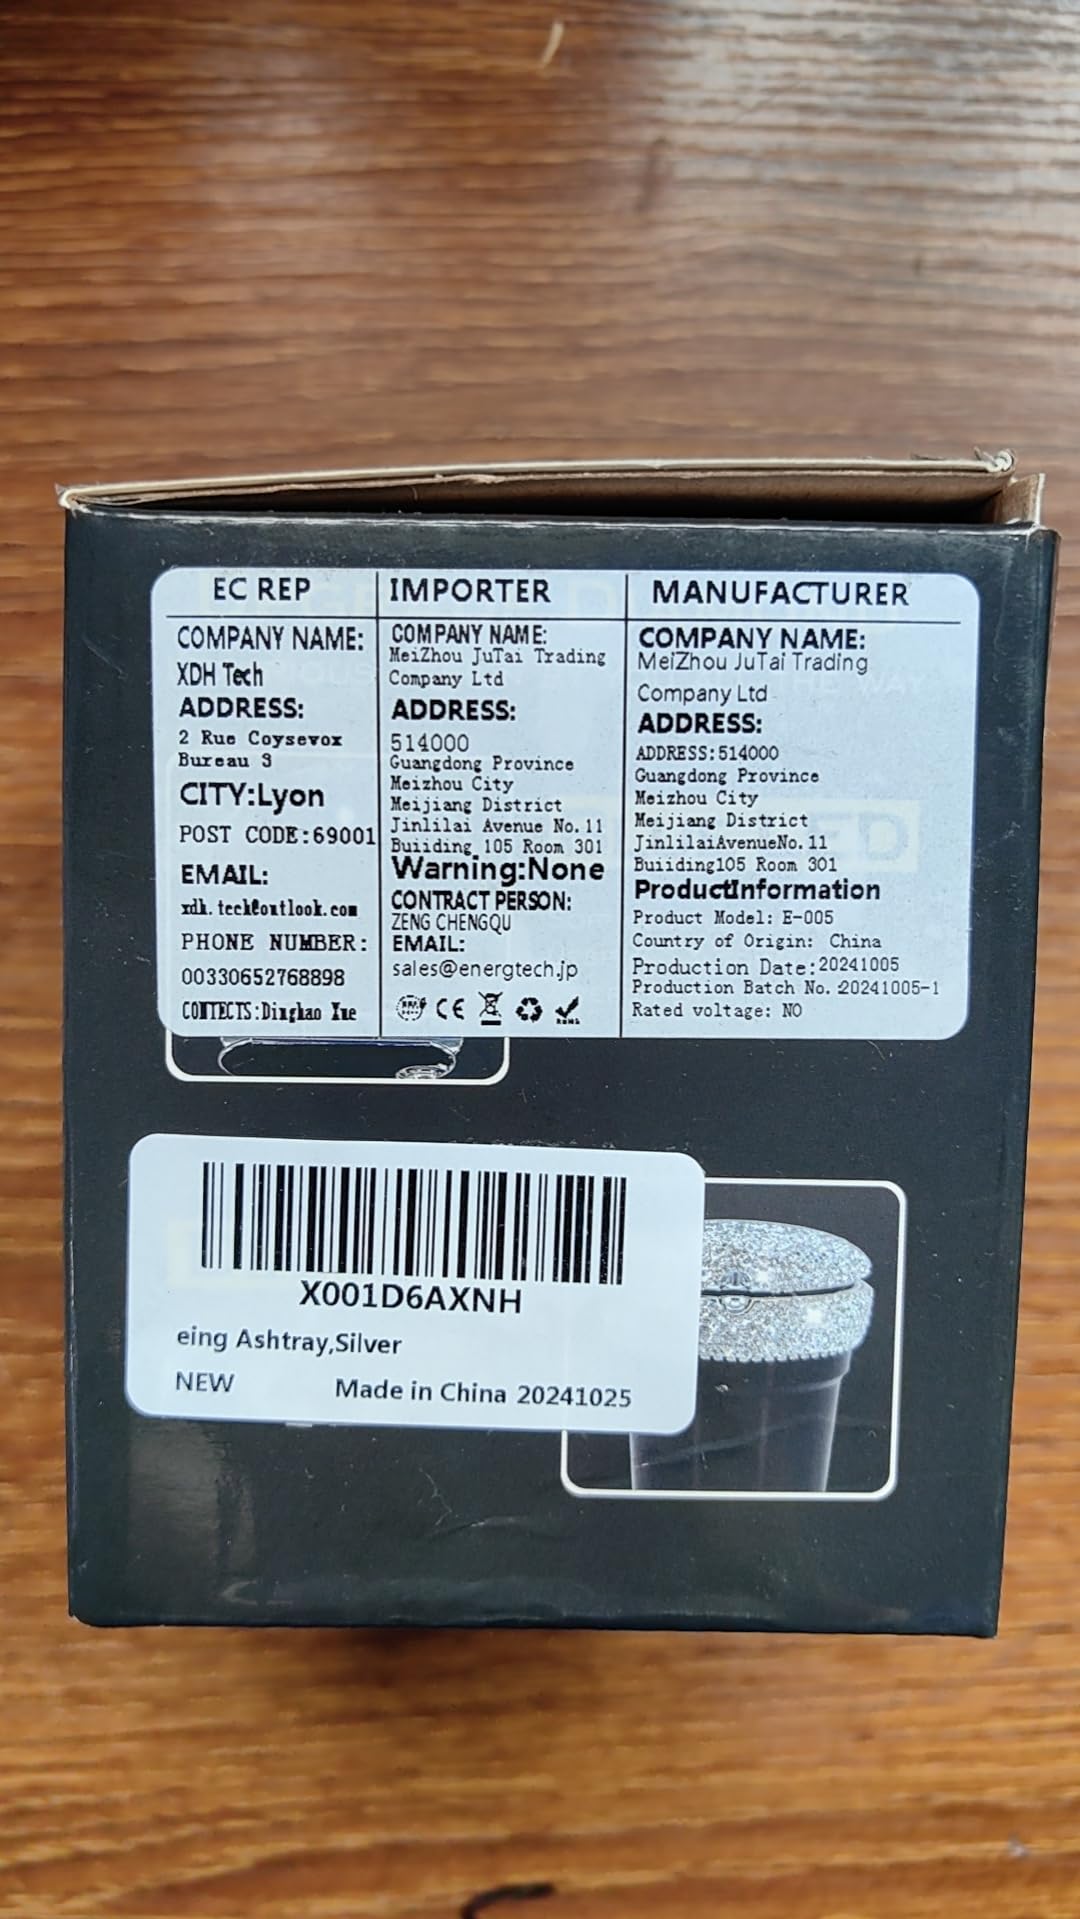 EC REP
COMPANY NAME:
XDH Tech
ADDRESS:
2 Rue Coysevox
Bureau 3
CITY:Lyon
POST CODE:69001
EMAIL:
xdh.tech@outlook.com
PHONE NUMBER:
00330652768898
CONTECTS:Dinghao Xue
IMPORTER
COMPANY NAME:
MeiZhou JuTai Trading
Company Ltd
ADDRESS:
514000
Guangdong Province
Meizhou City
Meijiang District
Jinlilai Avenue No.11
Buiiding 105 Room 301
Warning:None
CONTRACT PERSON:
ZENG CHENGQU
EMAIL:
sales@energtech.jp
CE
MANUFACTURER
COMPANY NAME:
MeiZhou JuTai Trading
Company Ltd
ADDRESS:
ADDRESS:514000
Guangdong Province
Meizhou City
Meijiang District
JinlilaiAvenueNo.11
Buiiding105 Room 301
ProductInformation
Product Model: E-005
Country of Origin: China
Production Date:20241005
Production Batch No.20241005-1
Rated voltage: NO
X001D6AXNH
eing Ashtray,Silver
NEW
Made in China 20241025